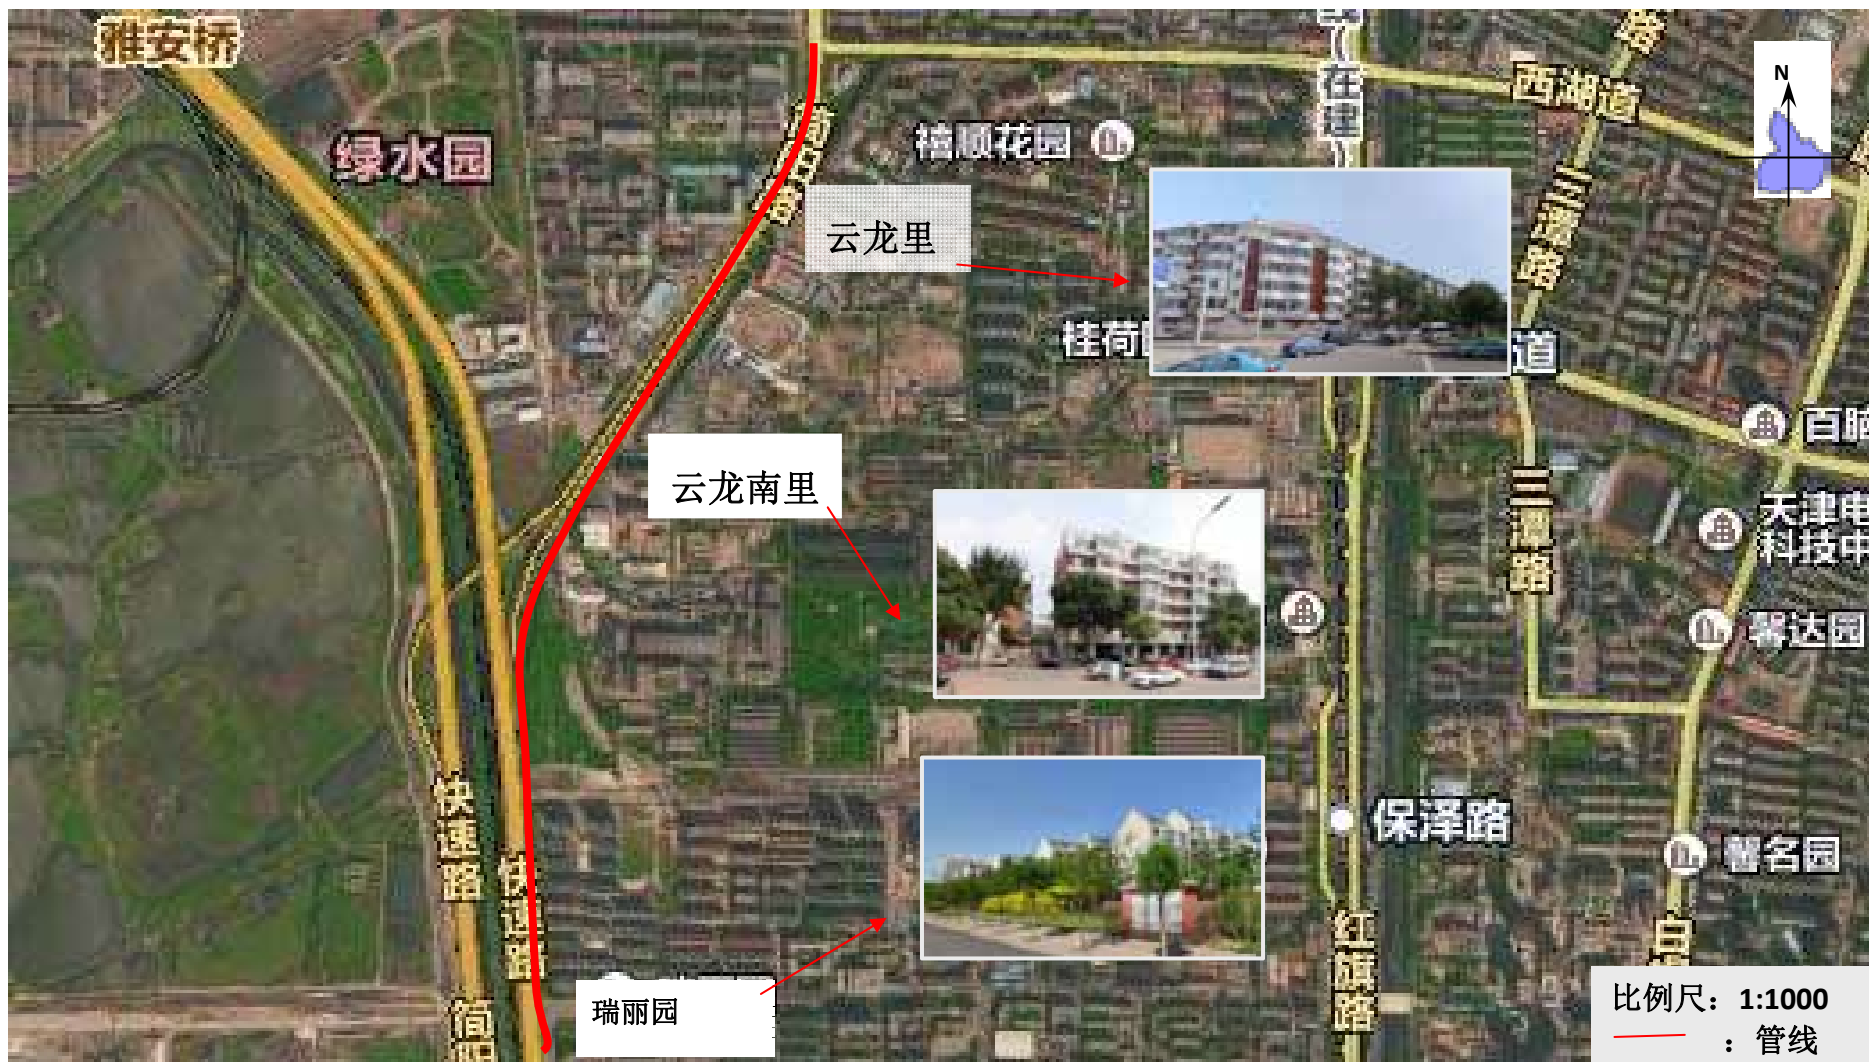 雅安桥
绿水园
西湖道
禧顺花园
在理
三潭路
云龙里
桂荷
道
云龙南里
三潭路
天津电
科技中
馨达园
快速路
快速路
保泽路
馨名园
红旗路
瑞丽园
N
比例尺：1:1000
：管线